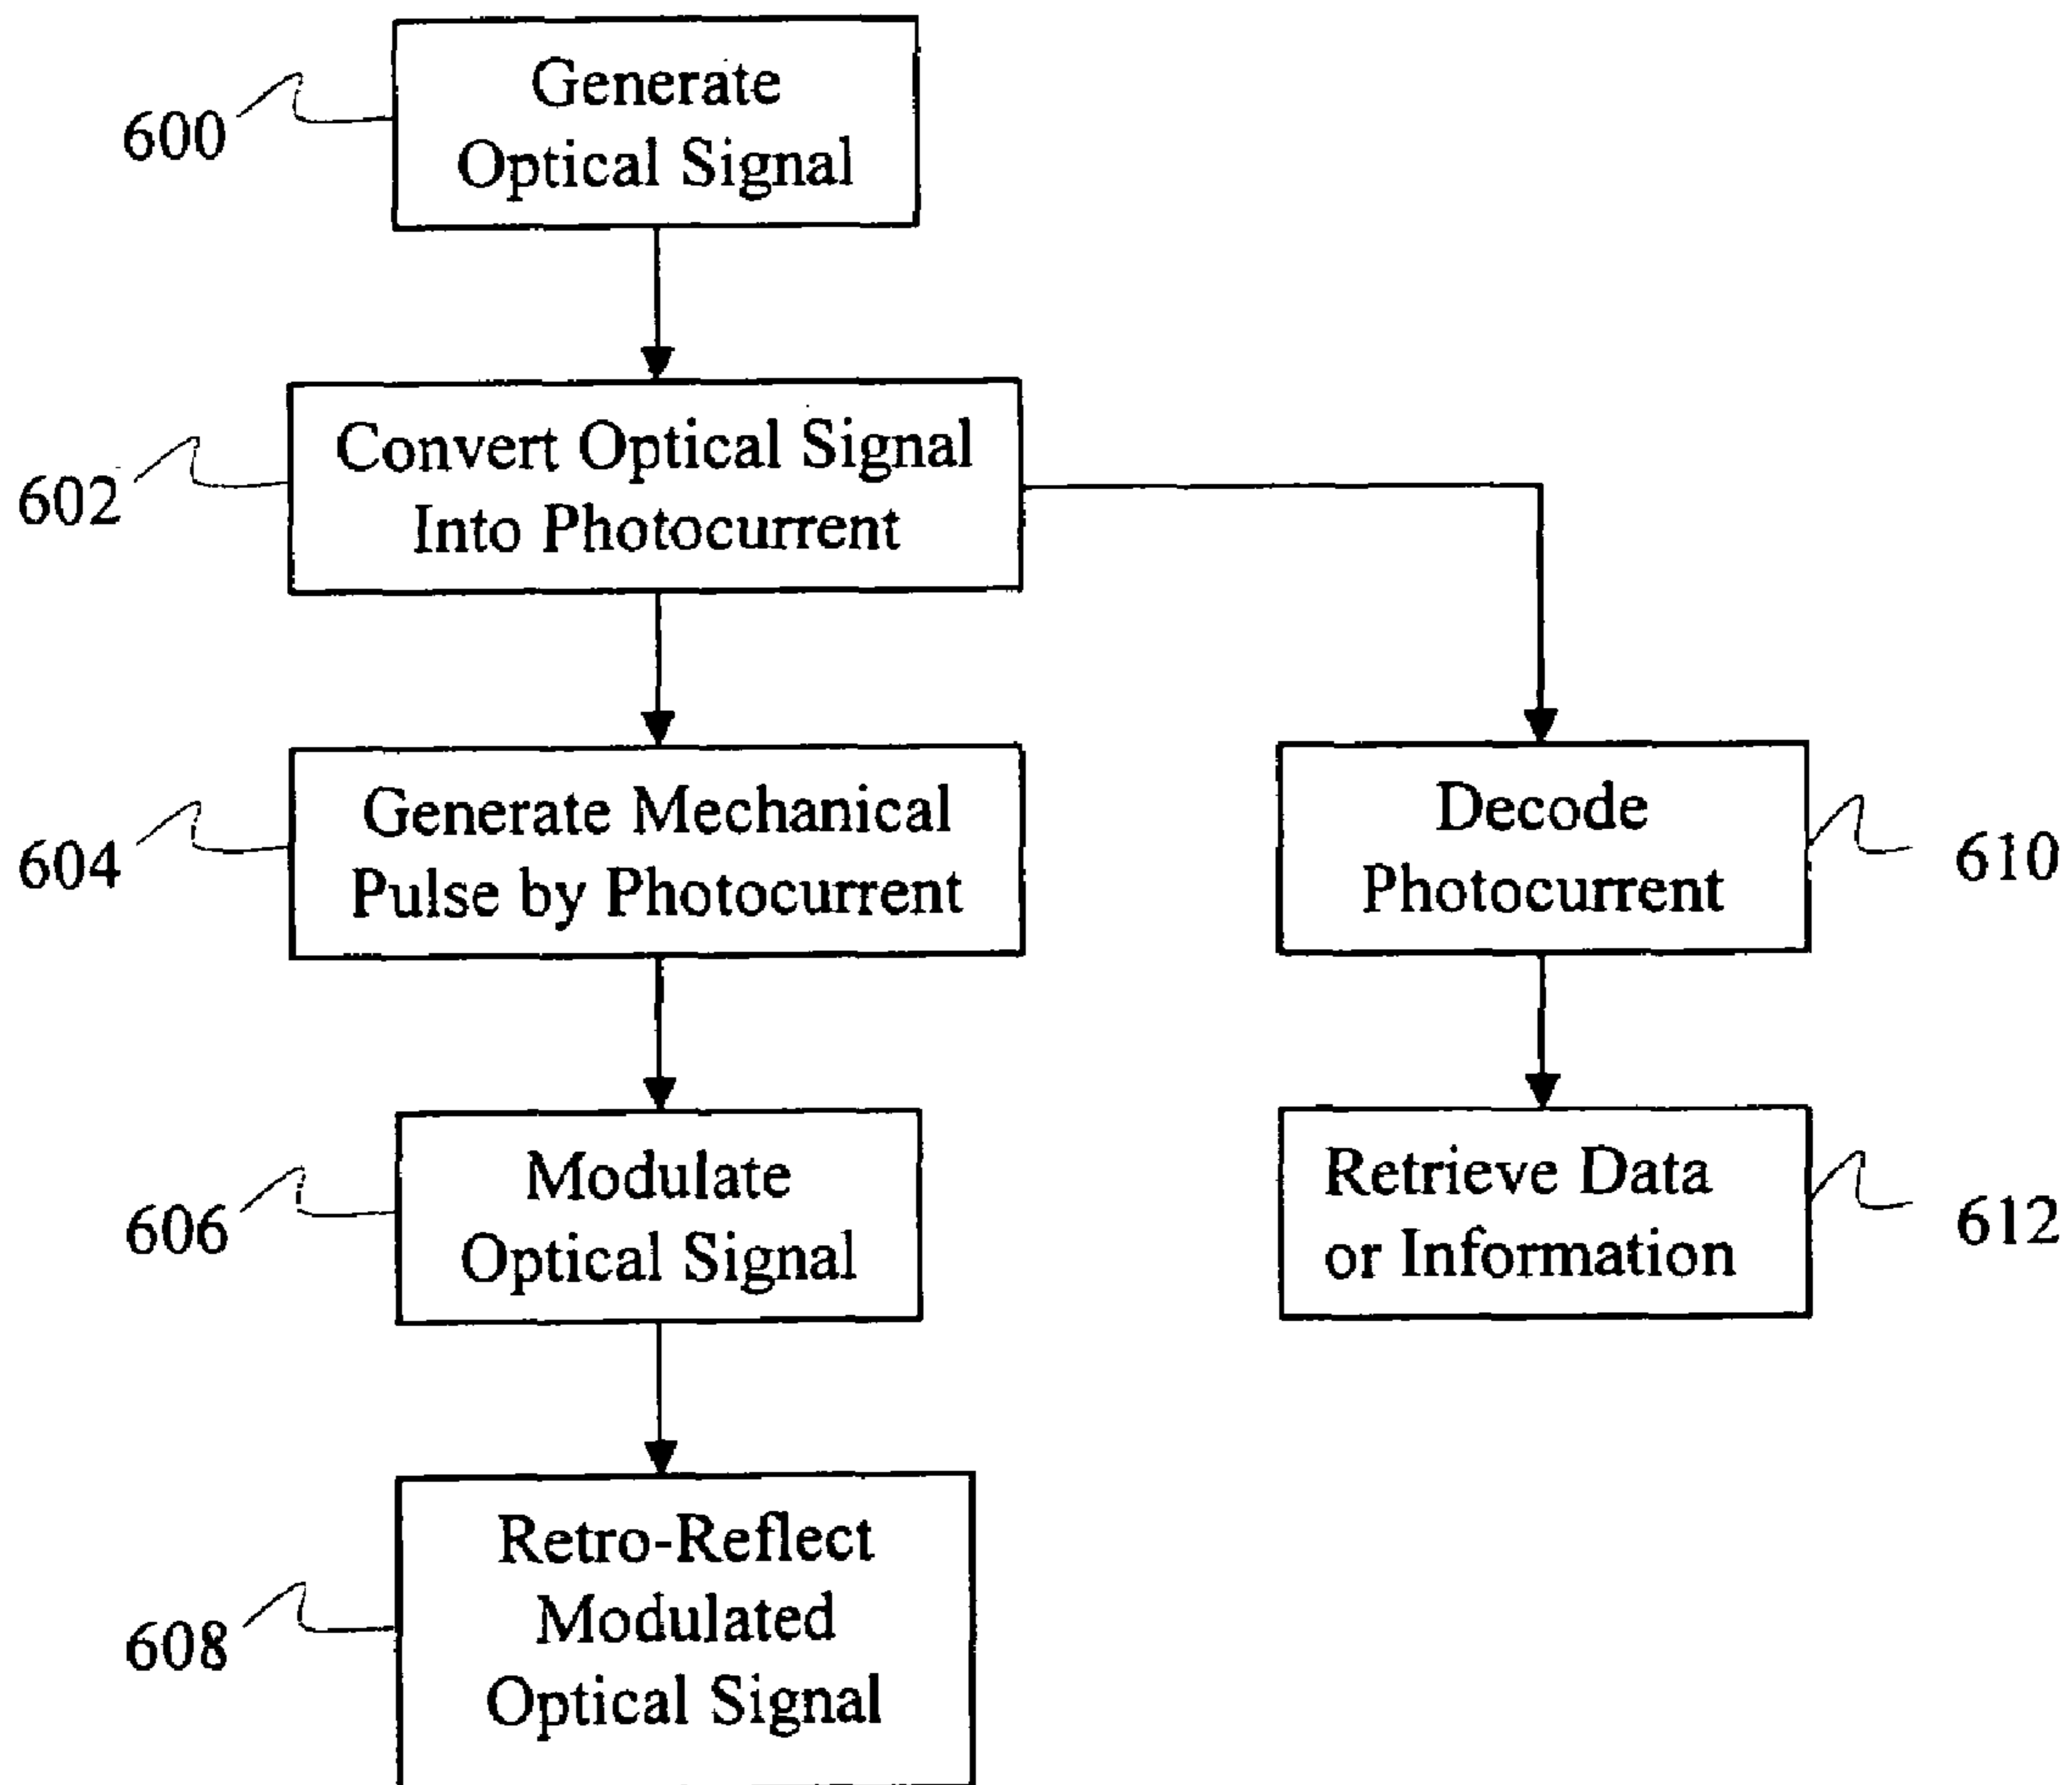 600
Generate
Optical Signal
602
Convert Optical Signal
Into Photocurrent
604
Generate Mechanical
Pulse by Photocurrent
Decode
Photocurrent
610
606
Modulate
Optical Signal
Retrieve Data
or Information
612
608
Retro-Reflect
Modulated
Optical Signal